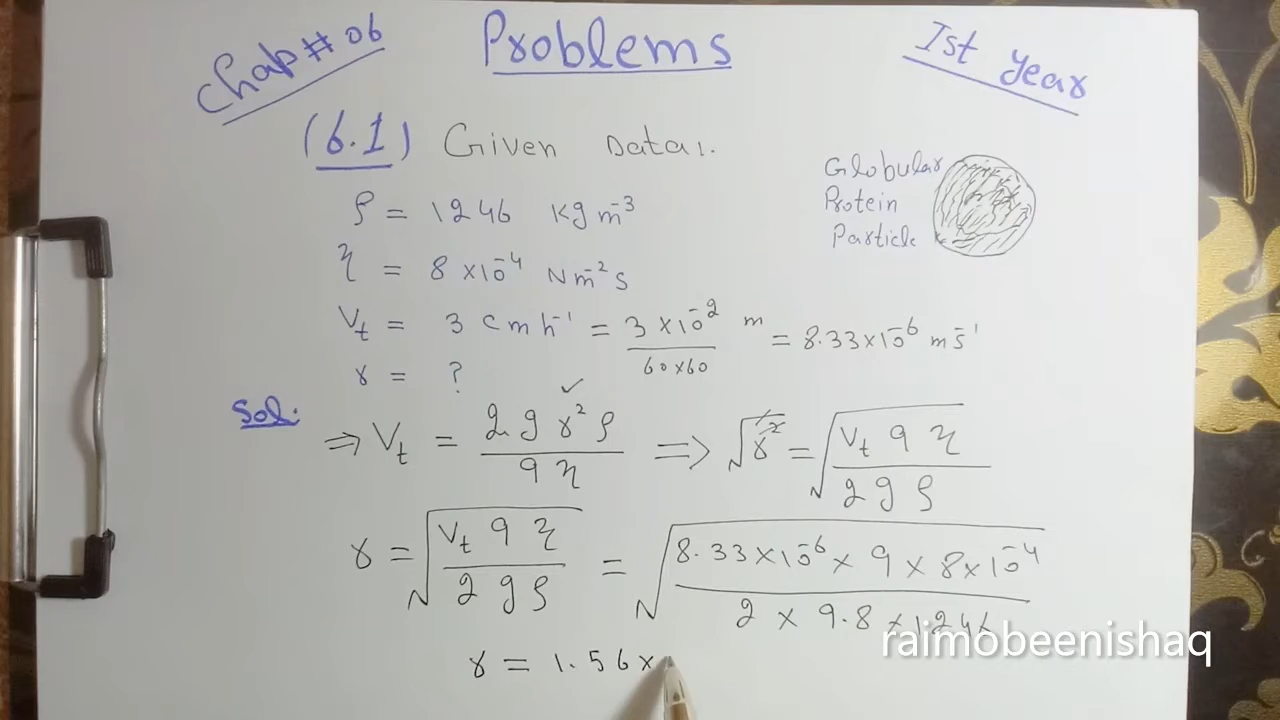 Chap # 06 Problems Ist year
(6.1) Given Data:.
Globular
Protein
Particle
ρ = 1246 Kg m⁻³
η = 8 × 10⁻⁴ N m⁻² s
Vt = 3 cm h⁻¹ = 3 × 10⁻² / 60 × 60 m = 8.33 × 10⁻⁶ m s⁻¹
r = ?
Sol:
⇒ Vt = 2 g r² ρ / 9 η ✓ ⇒ √r² = √(Vt 9 η / 2 g ρ)
r = √(Vt 9 η / 2 g ρ) = √(8.33 × 10⁻⁶ × 9 × 8 × 10⁻⁴ / 2 × 9.8 × 1246)
r = 1.56 ×
raimobeenishaq